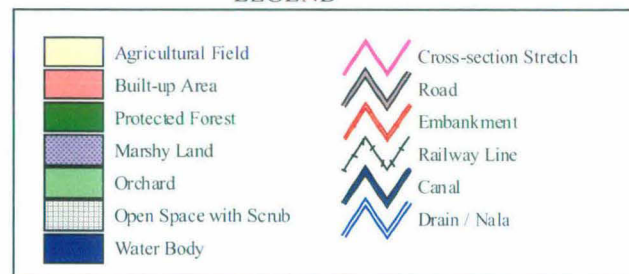 LEGEND
Agricultural Field
Built-up Area
Protected Forest
Marshy Land
Orchard
Open Space with Scrub
Water Body
Cross-section Stretch
Road
Embankment
Railway Line
Canal
Drain / Nala